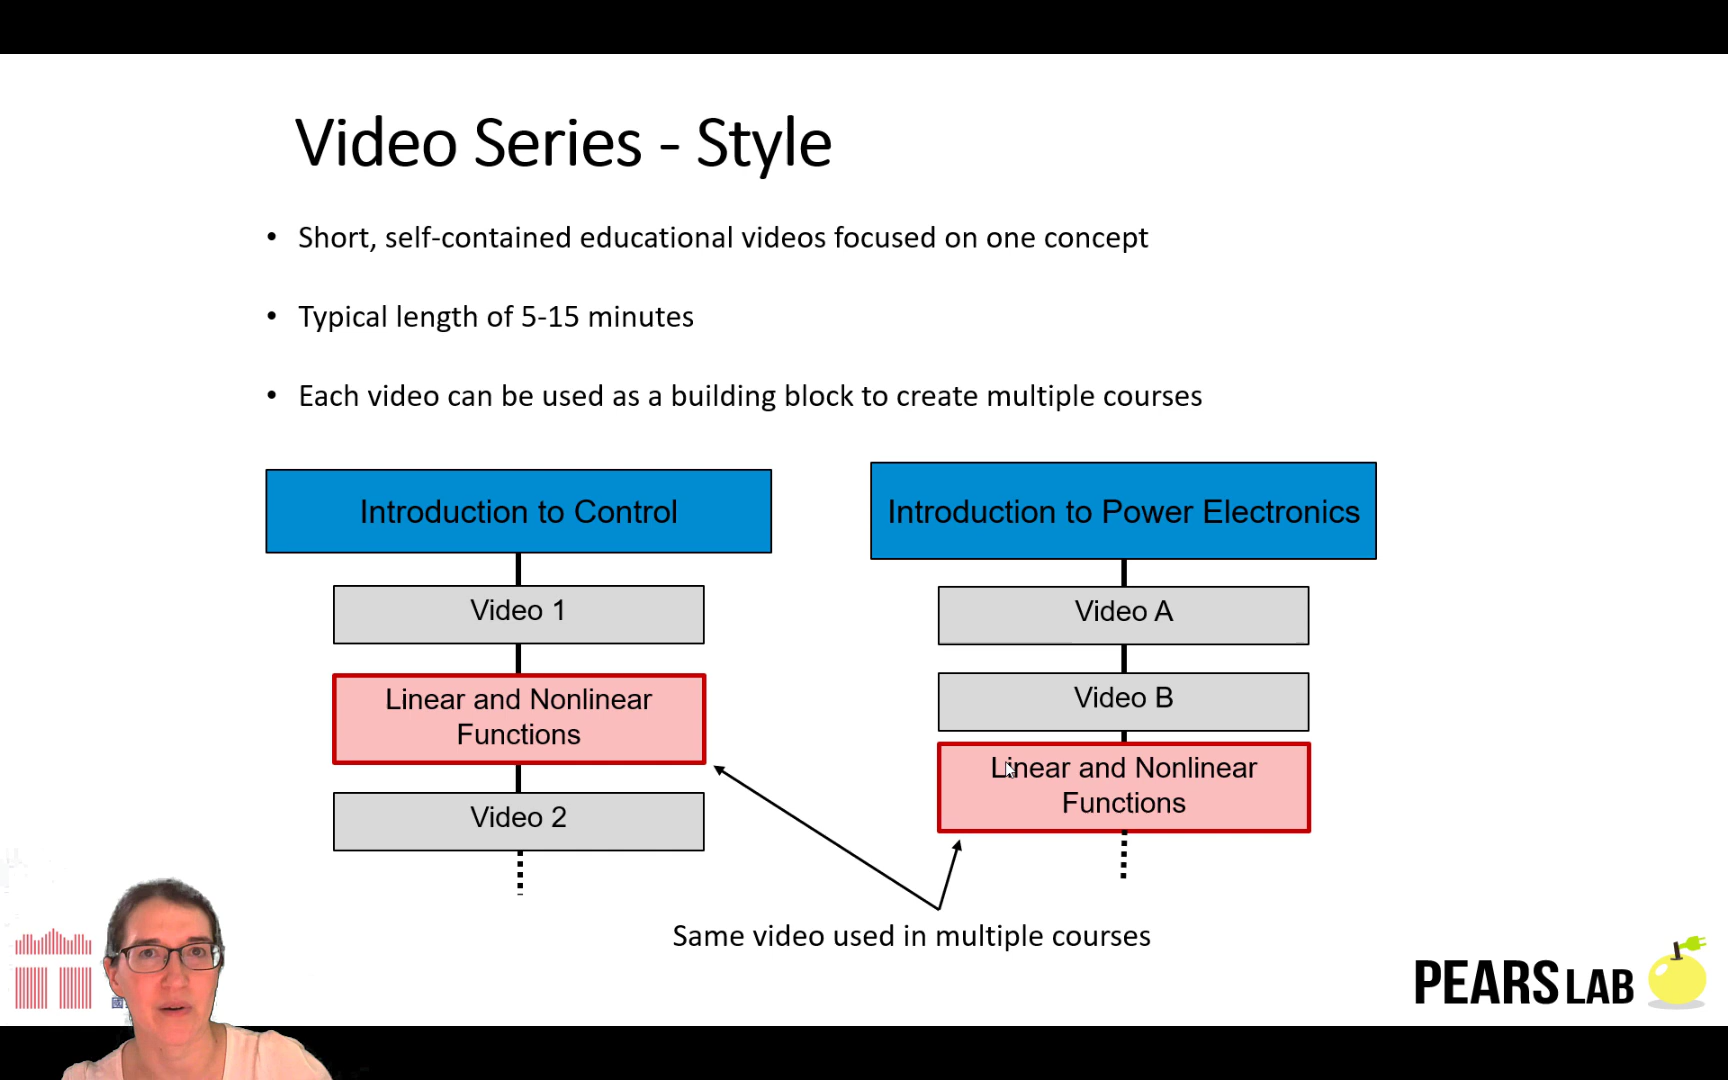 Video Series - Style
• Short, self-contained educational videos focused on one concept
• Typical length of 5-15 minutes
• Each video can be used as a building block to create multiple courses
Introduction to Control
Video 1
Linear and Nonlinear
Functions
Video 2
Introduction to Power Electronics
Video A
Video B
Linear and Nonlinear
Functions
Same video used in multiple courses
PEARS LAB